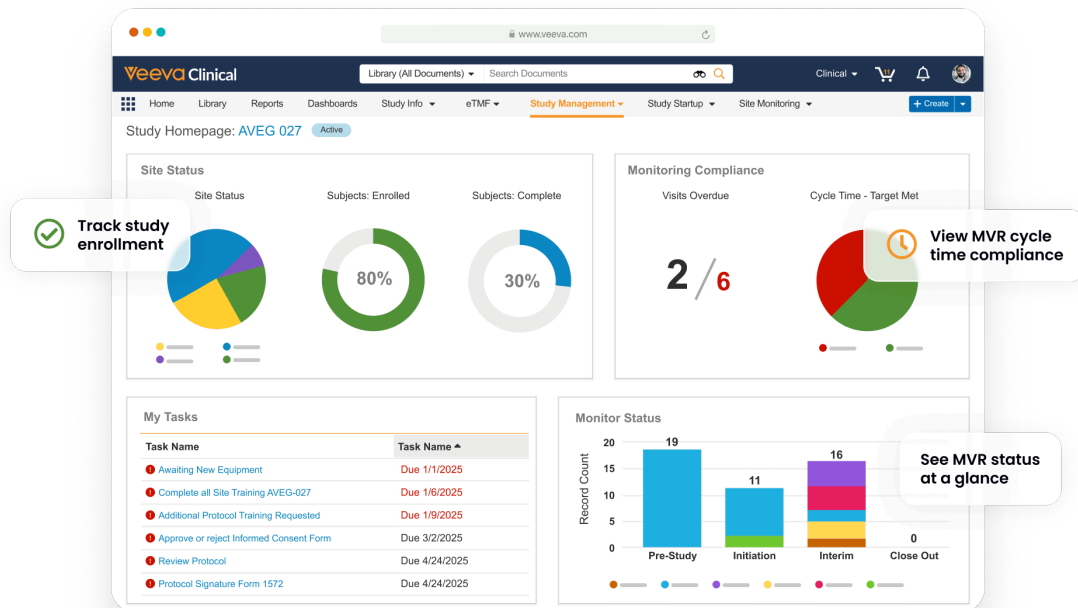 www.veeva.com
Veeva Clinical
Library (All Documents)
Search Documents
Clinical
Home
Library
Reports
Dashboards
Study Info
eTMF
Study Management
Study Startup
Site Monitoring
+ Create
Study Homepage: AVEG 027
Active
Site Status
Site Status
Subjects: Enrolled
Subjects: Complete
80%
30%
Track study
enrollment
Monitoring Compliance
Visits Overdue
Cycle Time - Target Met
2/6
View MVR cycle
time compliance
My Tasks
Task Name
Task Name
Awaiting New Equipment
Due 1/1/2025
Complete all Site Training AVEG-027
Due 1/6/2025
Additional Protocol Training Requested
Due 1/9/2025
Approve or reject Informed Consent Form
Due 3/2/2025
Review Protocol
Due 4/24/2025
Protocol Signature Form 1572
Due 4/24/2025
Monitor Status
Record Count
20
15
10
5
0
19
11
16
0
Pre-Study
Initiation
Interim
Close Out
See MVR status
at a glance